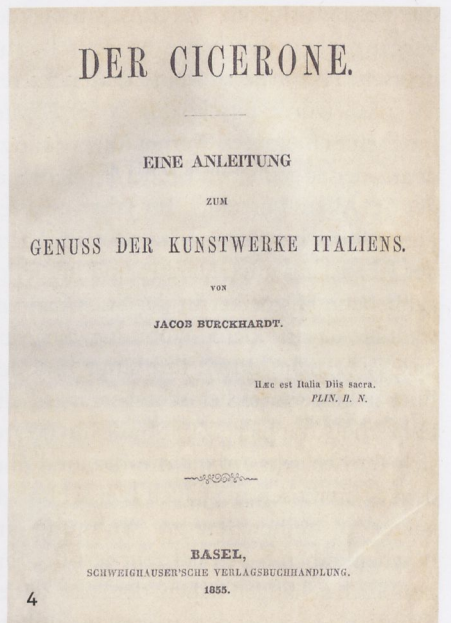 DER CICERONE.
EINE ANLEITUNG
ZUM
GENUSS DER KUNSTWERKE ITALIENS.
VON
JACOB BURCKHARDT.
Hæc est Italia Diis sacra.
PLIN. H. N.
BASEL,
SCHWEIGHAUSER'SCHE VERLAGSBUCHHANDLUNG.
1855.
4